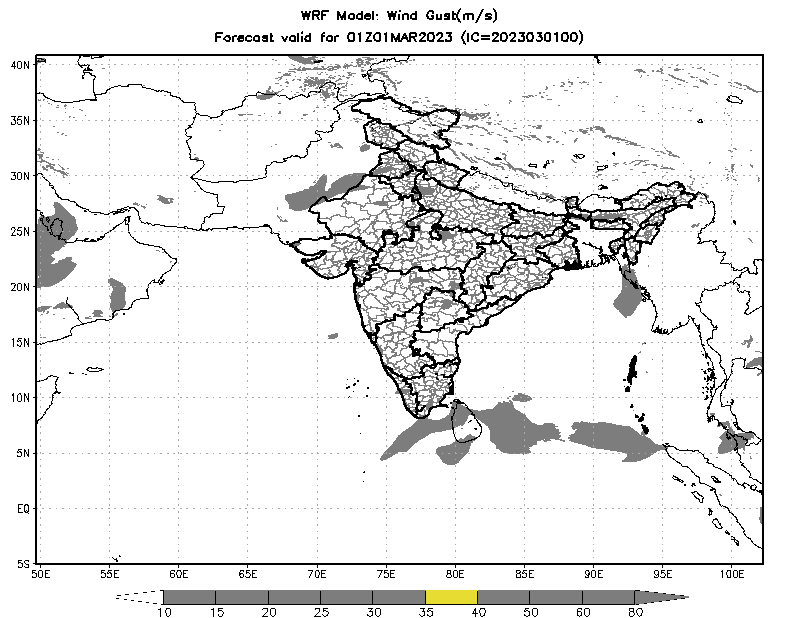 WRF Model: Wind Gust(m/s)
Forecast valid for 01Z01MAR2023 (IC=2023030100)
40N
35N
30N
25N
20N
15N
10N
5N
EQ
5S
50E 55E 60E 65E 70E 75E 80E 85E 90E 95E 100E
10 15 20 25 30 35 40 50 60 80